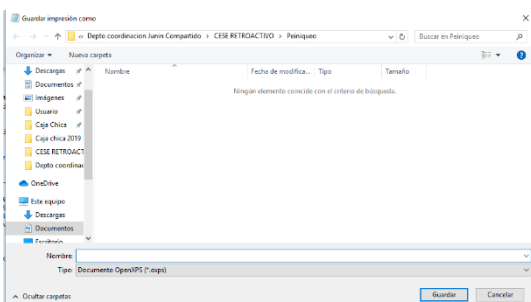 Guardar impresión como
« Depto coordinacion Junin Compartido > CESE RETROACTIVO > Peiniqueo
Buscar en Peiniqueo
Organizar
Nueva carpeta
Nombre
Fecha de modifica...
Tipo
Tamaño
Descargas
Documentos
Imágenes
Usuario
Caja Chica
Caja chica 2019
CESE RETROACT
Depto coordinac
OneDrive
Este equipo
Descargas
Documentos
Escritorio
Ningún elemento coincide con el criterio de búsqueda.
Nombre:
Tipo: Documento OpenXPS (*.oxps)
Ocultar carpetas
Guardar
Cancelar